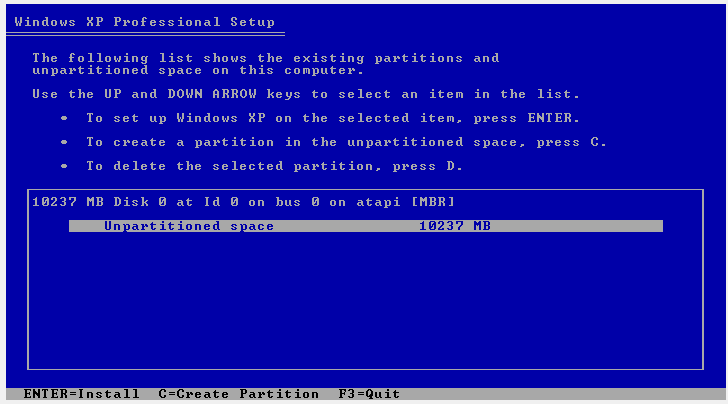 Windows XP Professional Setup
The following list shows the existing partitions and
unpartitioned space on this computer.
Use the UP and DOWN ARROW keys to select an item in the list.
• To set up Windows XP on the selected item, press ENTER.
• To create a partition in the unpartitioned space, press C.
• To delete the selected partition, press D.
10237 MB Disk 0 at Id 0 on bus 0 on atapi [MBR]
Unpartitioned space 10237 MB
ENTER=Install C=Create Partition F3=Quit